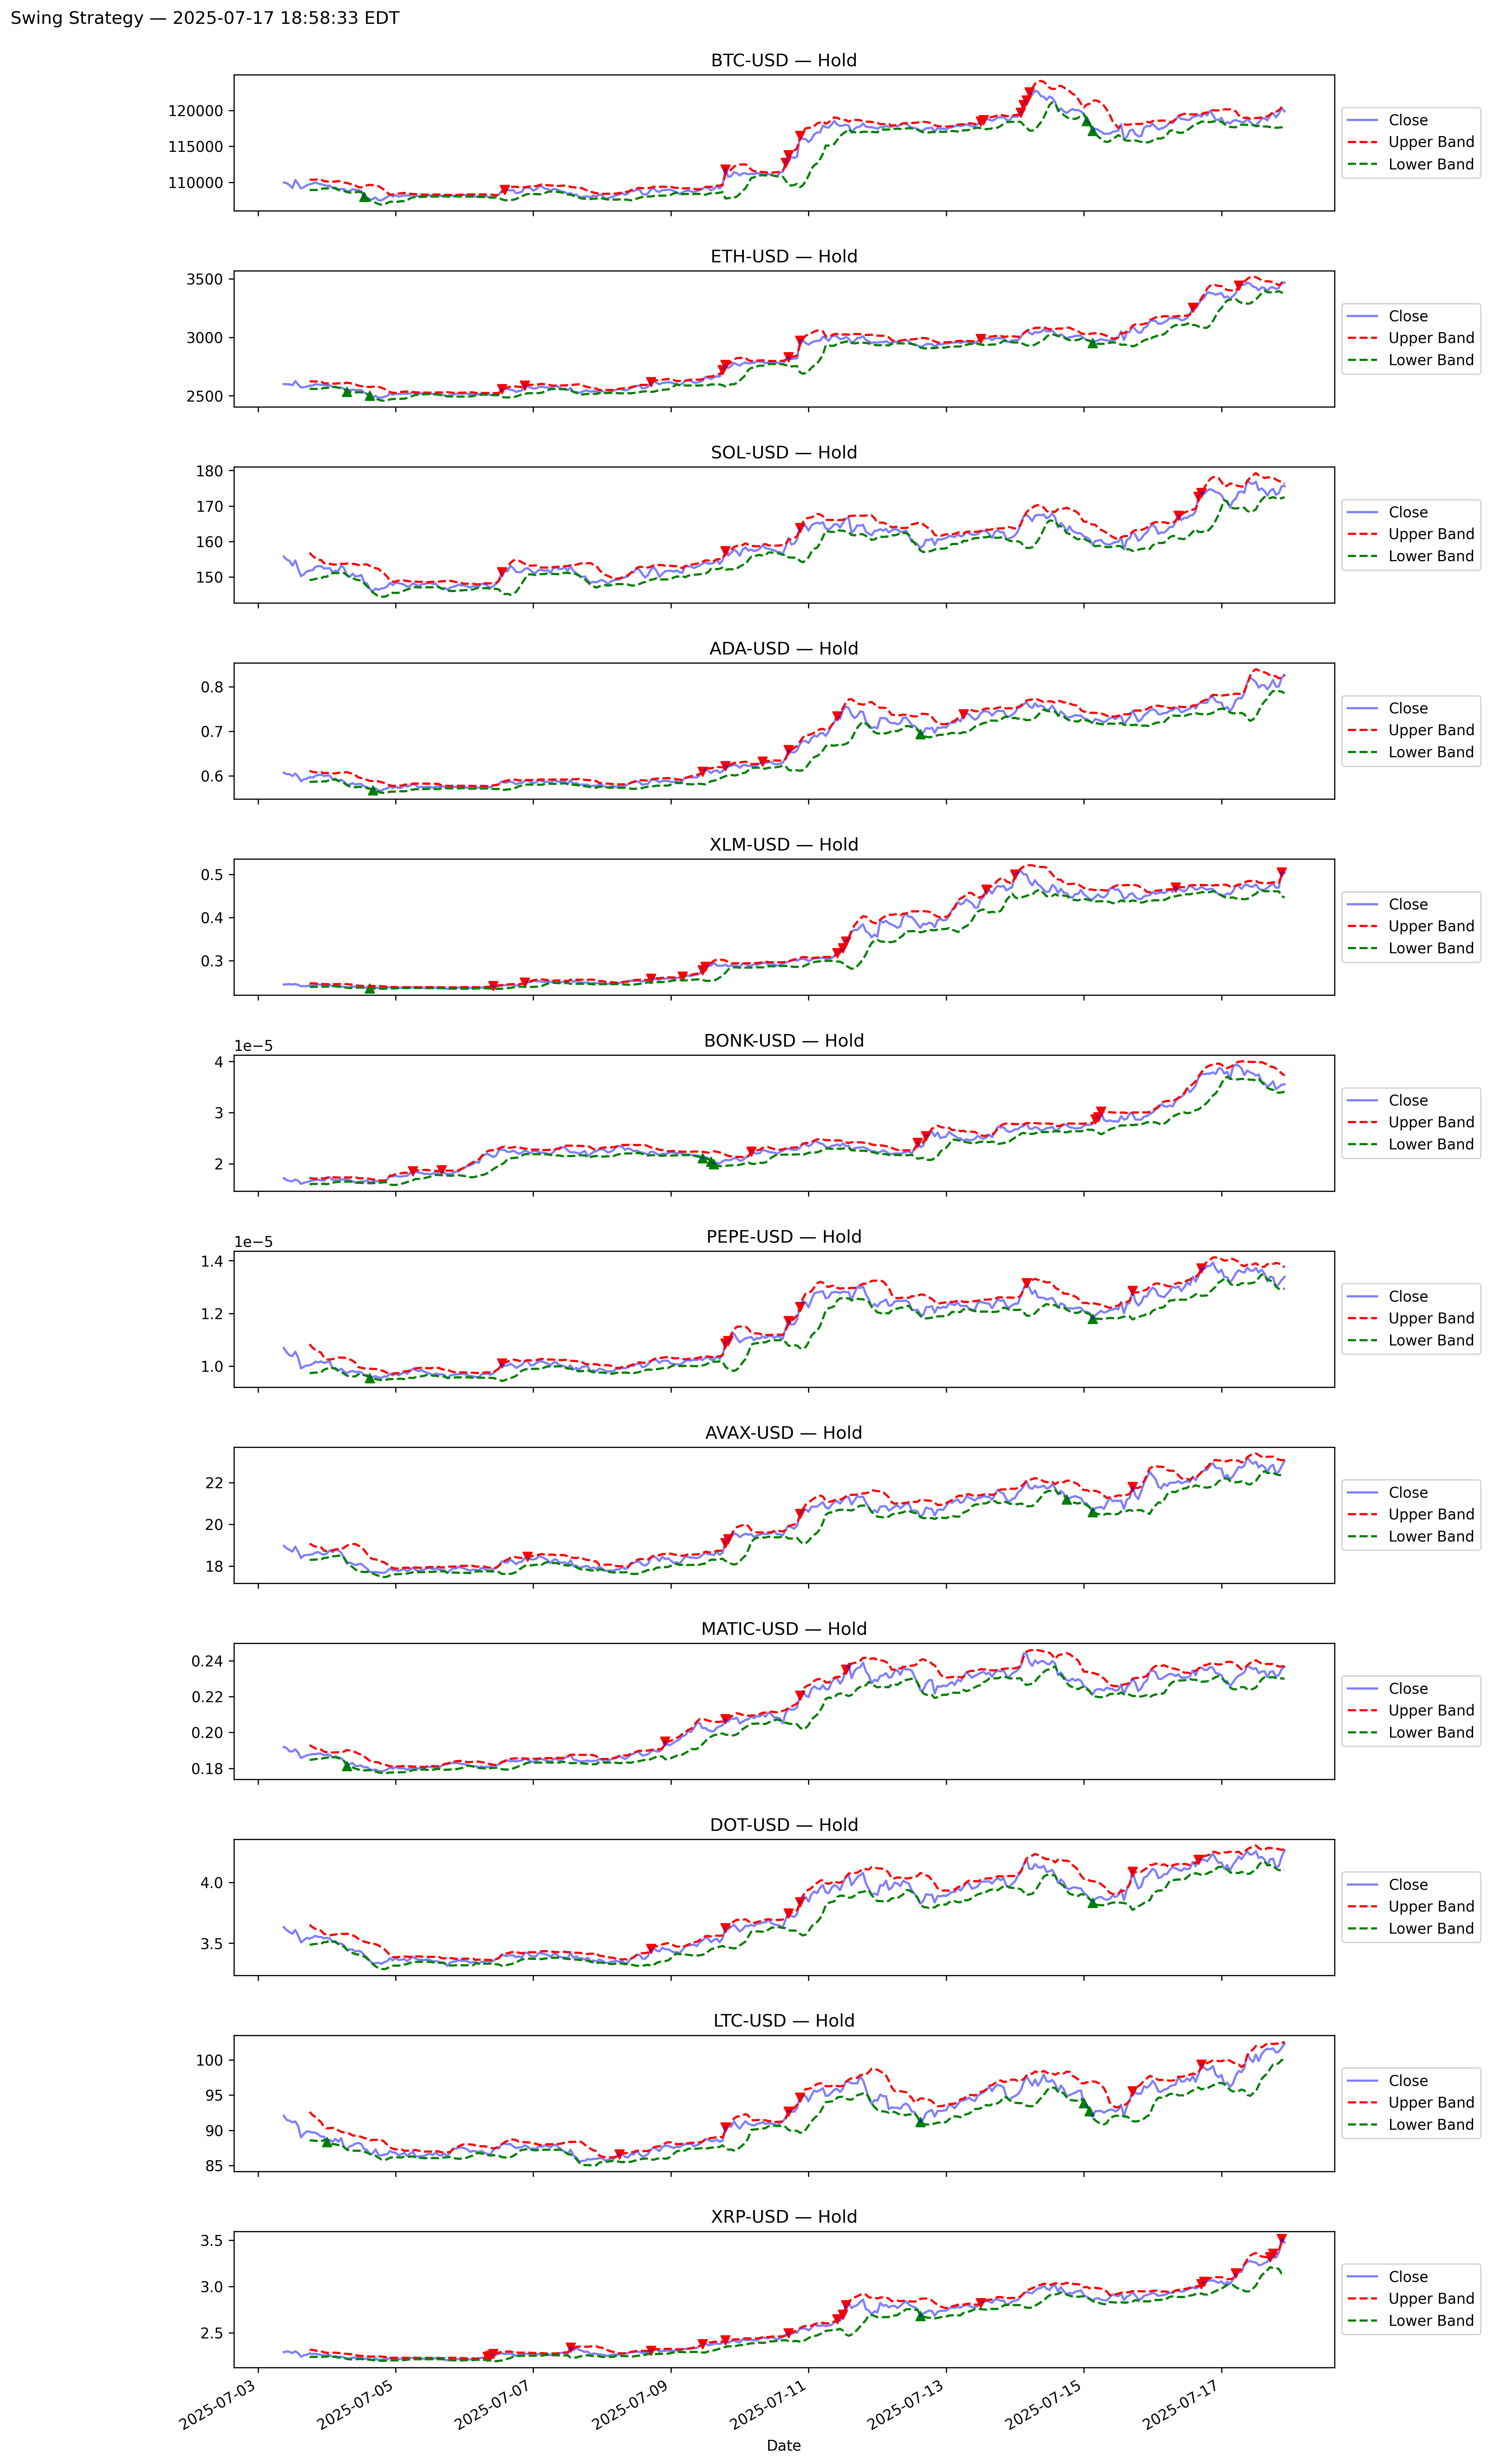 Swing Strategy — 2025-07-17 18:58:33 EDT
BTC-USD — Hold
120000
115000
110000
Close
Upper Band
Lower Band
ETH-USD — Hold
3500
3000
2500
Close
Upper Band
Lower Band
SOL-USD — Hold
180
170
160
150
Close
Upper Band
Lower Band
ADA-USD — Hold
0.8
0.7
0.6
Close
Upper Band
Lower Band
XLM-USD — Hold
0.5
0.4
0.3
Close
Upper Band
Lower Band
BONK-USD — Hold
1e−5
4
3
2
Close
Upper Band
Lower Band
PEPE-USD — Hold
1e−5
1.4
1.2
1.0
Close
Upper Band
Lower Band
AVAX-USD — Hold
22
20
18
Close
Upper Band
Lower Band
MATIC-USD — Hold
0.24
0.22
0.20
0.18
Close
Upper Band
Lower Band
DOT-USD — Hold
4.0
3.5
Close
Upper Band
Lower Band
LTC-USD — Hold
100
95
90
85
Close
Upper Band
Lower Band
XRP-USD — Hold
3.5
3.0
2.5
Close
Upper Band
Lower Band
2025-07-03
2025-07-05
2025-07-07
2025-07-09
2025-07-11
2025-07-13
2025-07-15
2025-07-17
Date